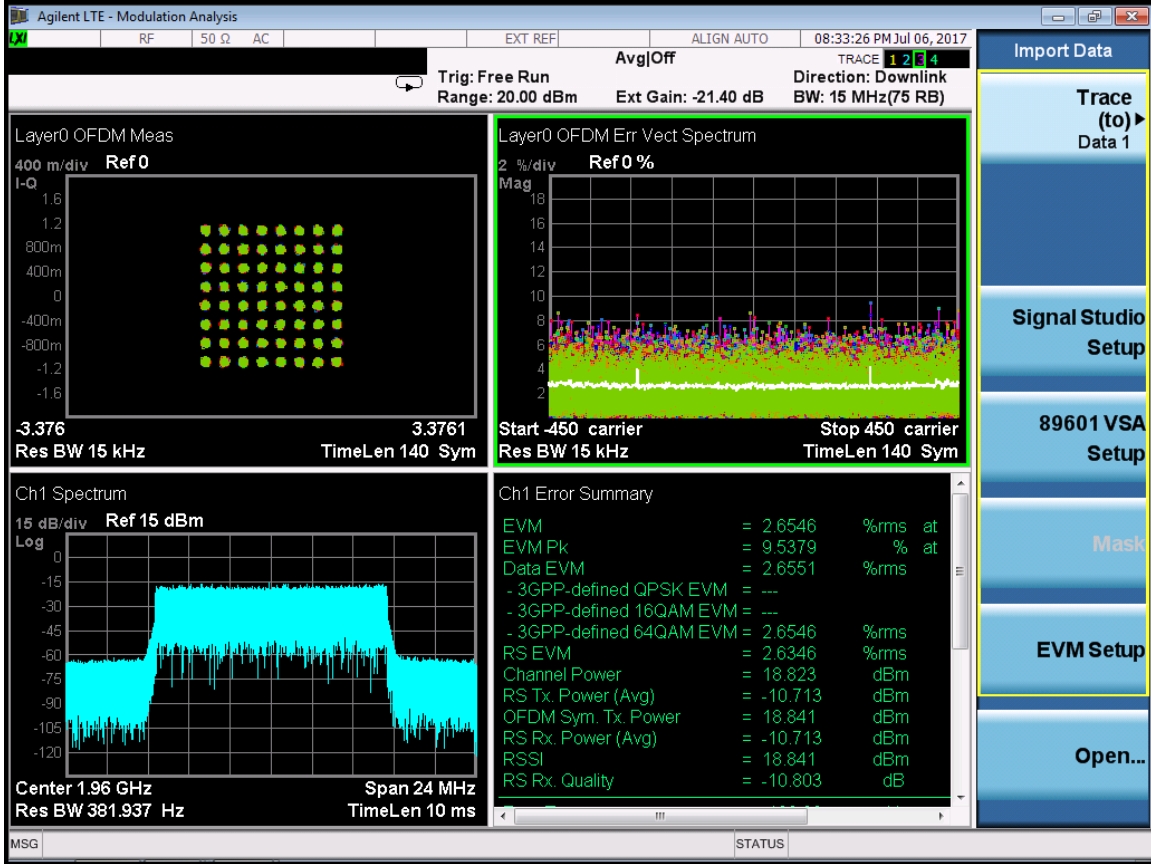 Agilent LTE - Modulation Analysis
LXI RF 50 Ω AC EXT REF ALIGN AUTO 08:33:26 PM Jul 06, 2017
Avg|Off TRACE 1 2 3 4
Trig: Free Run Direction: Downlink
Range: 20.00 dBm Ext Gain: -21.40 dB BW: 15 MHz(75 RB)
Layer0 OFDM Meas
400 m/div Ref 0
I-Q
1.6
1.2
800m
400m
0
-400m
-800m
-1.2
-1.6
-3.376 3.3761
Res BW 15 kHz TimeLen 140 Sym
Layer0 OFDM Err Vect Spectrum
2 %/div Ref 0 %
Mag
18
16
14
12
10
8
6
4
2
Start -450 carrier Stop 450 carrier
Res BW 15 kHz TimeLen 140 Sym
Ch1 Spectrum
15 dB/div Ref 15 dBm
Log
0
-15
-30
-45
-60
-75
-90
-105
-120
Center 1.96 GHz Span 24 MHz
Res BW 381.937 Hz TimeLen 10 ms
Ch1 Error Summary
EVM = 2.6546 %rms at
EVM Pk = 9.5379 % at
Data EVM = 2.6551 %rms
- 3GPP-defined QPSK EVM = ---
- 3GPP-defined 16QAM EVM = ---
- 3GPP-defined 64QAM EVM = 2.6546 %rms
RS EVM = 2.6346 %rms
Channel Power = 18.823 dBm
RS Tx. Power (Avg) = -10.713 dBm
OFDM Sym. Tx. Power = 18.841 dBm
RS Rx. Power (Avg) = -10.713 dBm
RSSI = 18.841 dBm
RS Rx. Quality = -10.803 dB
Import Data
Trace
(to)
Data 1
Signal Studio
Setup
89601 VSA
Setup
Mask
EVM Setup
Open...
MSG STATUS